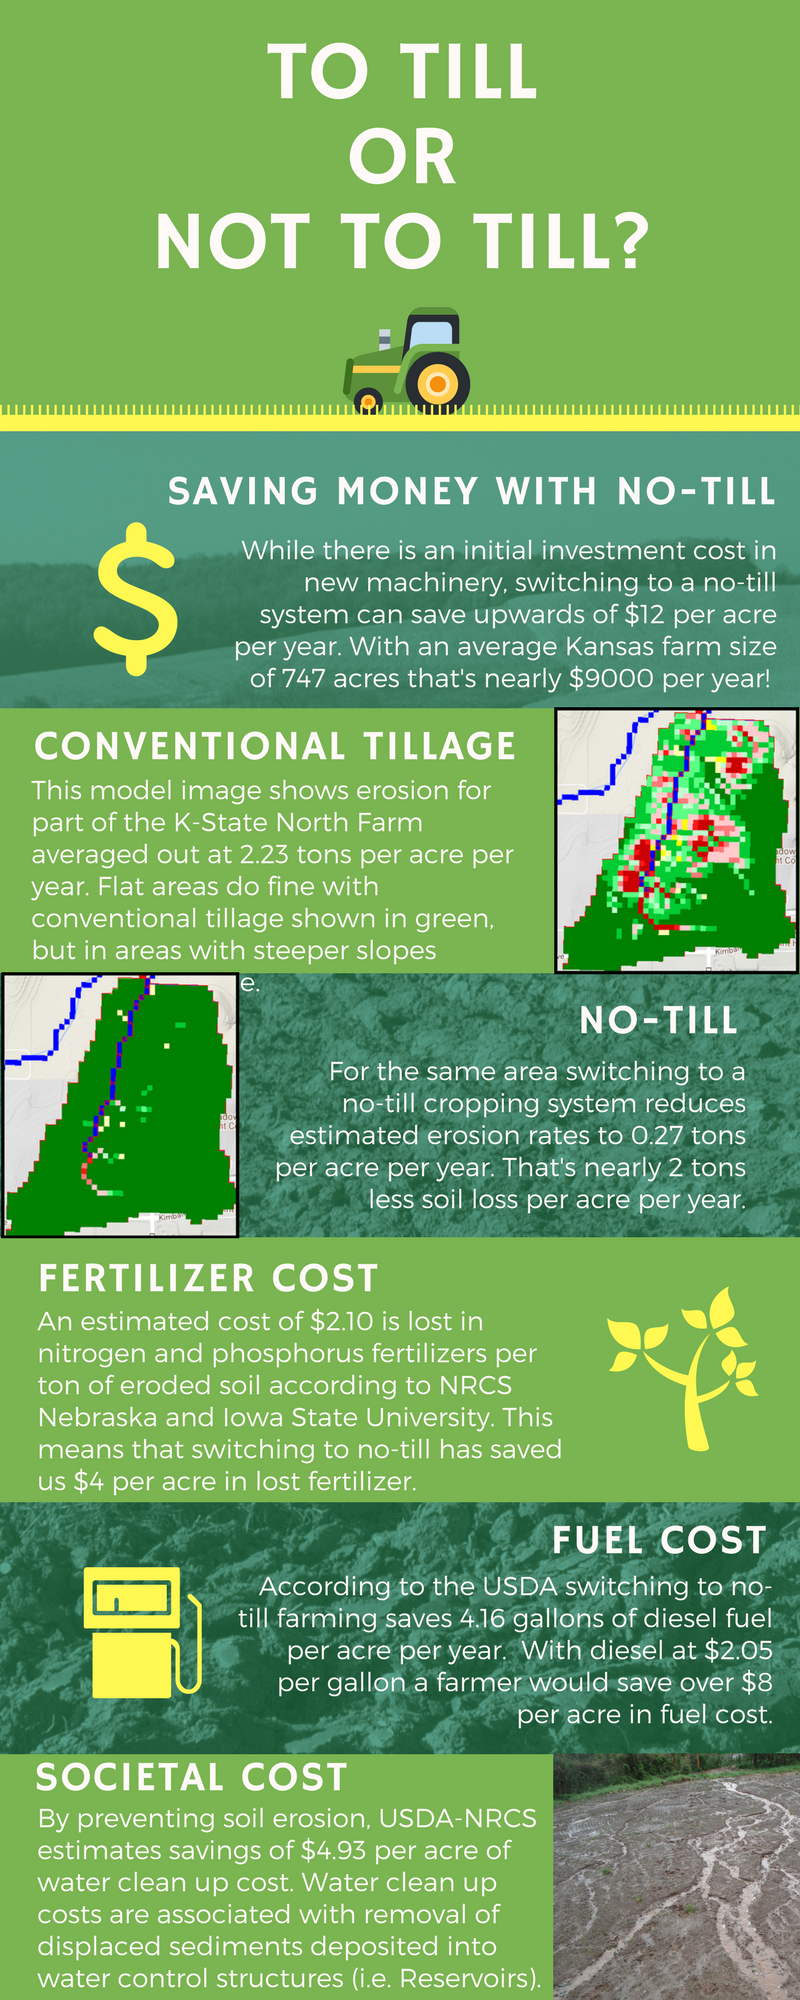 TO TILL
OR
NOT TO TILL?
SAVING MONEY WITH NO-TILL
While there is an initial investment cost in
new machinery, switching to a no-till
system can save upwards of $12 per acre
per year. With an average Kansas farm size
of 747 acres that's nearly $9000 per year!
CONVENTIONAL TILLAGE
This model image shows erosion for
part of the K-State North Farm
averaged out at 2.23 tons per acre per
year. Flat areas do fine with
conventional tillage shown in green,
but in areas with steeper slopes
e.
Kimba
NO-TILL
For the same area switching to a
no-till cropping system reduces
estimated erosion rates to 0.27 tons
per acre per year. That's nearly 2 tons
less soil loss per acre per year.
Kimba
FERTILIZER COST
An estimated cost of $2.10 is lost in
nitrogen and phosphorus fertilizers per
ton of eroded soil according to NRCS
Nebraska and Iowa State University. This
means that switching to no-till has saved
us $4 per acre in lost fertilizer.
FUEL COST
According to the USDA switching to no-
till farming saves 4.16 gallons of diesel fuel
per acre per year. With diesel at $2.05
per gallon a farmer would save over $8
per acre in fuel cost.
SOCIETAL COST
By preventing soil erosion, USDA-NRCS
estimates savings of $4.93 per acre of
water clean up cost. Water clean up
costs are associated with removal of
displaced sediments deposited into
water control structures (i.e. Reservoirs).